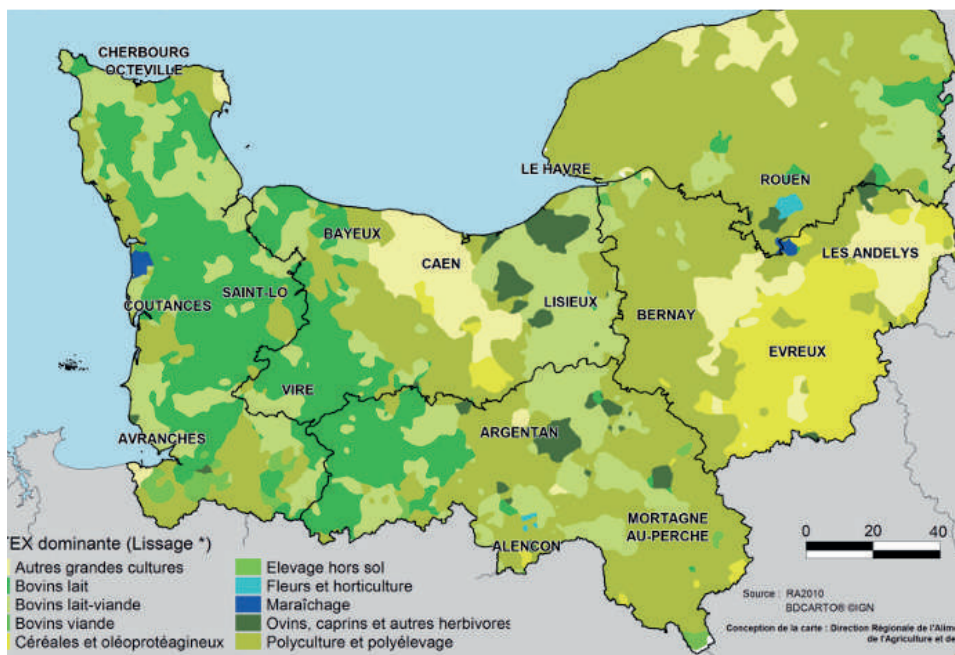 CHERBOURG
OCTEVILLE
LE HAVRE
ROUEN
BAYEUX
CAEN
LES ANDELYS
COUTANCES
SAINT-LO
LISIEUX
BERNAY
EVREUX
VIRE
AVRANCHES
ARGENTAN
MORTAGNE
AU-PERCHE
ALENCON
0 20 40
TEX dominante (Lissage *)
Autres grandes cultures
Bovins lait
Bovins lait-viande
Bovins viande
Céréales et oléoprotéagineux
Elevage hors sol
Fleurs et horticulture
Maraîchage
Ovins, caprins et autres herbivores
Polyculture et polyélevage
Source : RA2010
BDCARTO® ©IGN
Conception de la carte : Direction Régionale de l'Alime
de l'Agriculture et de